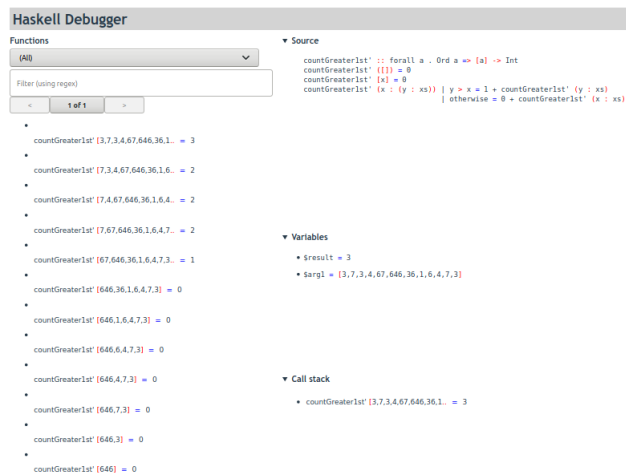 Haskell Debugger
Functions
(All)
Filter (using regex)
< 1 of 1 >
countGreater1st' [3,7,3,4,67,646,36,1.. = 3
countGreater1st' [7,3,4,67,646,36,1,6.. = 2
countGreater1st' [7,4,67,646,36,1,6,4.. = 2
countGreater1st' [7,67,646,36,1,6,4,7.. = 2
countGreater1st' [67,646,36,1,6,4,7,3.. = 1
countGreater1st' [646,36,1,6,4,7,3] = 0
countGreater1st' [646,1,6,4,7,3] = 0
countGreater1st' [646,6,4,7,3] = 0
countGreater1st' [646,4,7,3] = 0
countGreater1st' [646,7,3] = 0
countGreater1st' [646,3] = 0
countGreater1st' [646] = 0
▼ Source
countGreater1st' :: forall a . Ord a => [a] -> Int
countGreater1st' ([]) = 0
countGreater1st' [x] = 0
countGreater1st' (x : (y : xs)) | y > x = 1 + countGreater1st' (y : xs)
| otherwise = 0 + countGreater1st' (x : xs)
▼ Variables
• $result = 3
• $arg1 = [3,7,3,4,67,646,36,1,6,4,7,3]
▼ Call stack
• countGreater1st' [3,7,3,4,67,646,36,1.. = 3